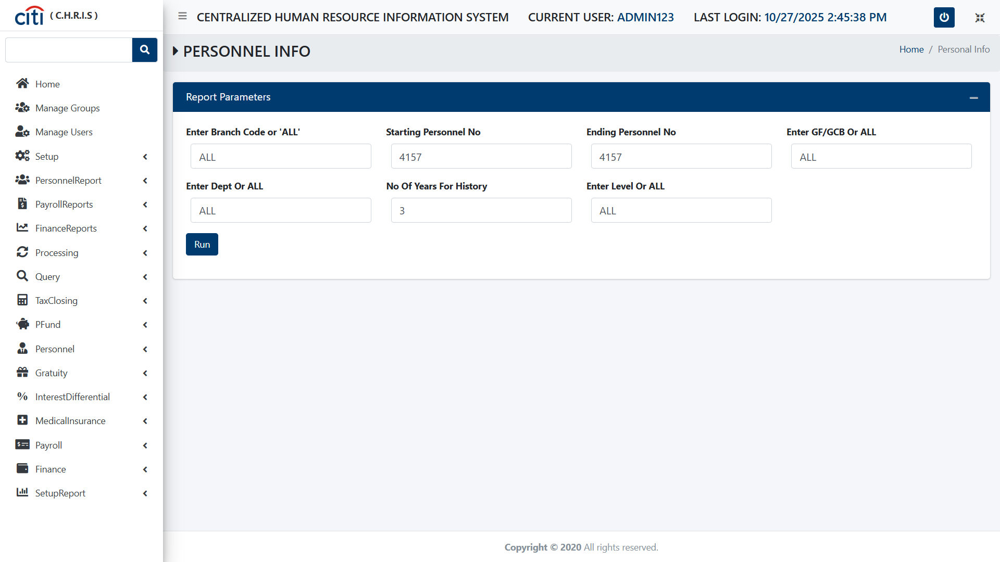 citi ( C.H.R.I.S )
CENTRALIZED HUMAN RESOURCE INFORMATION SYSTEM CURRENT USER: ADMIN123 LAST LOGIN: 10/27/2025 2:45:38 PM
PERSONNEL INFO
Home / Personal Info
Home
Manage Groups
Manage Users
Setup
PersonnelReport
PayrollReports
FinanceReports
Processing
Query
TaxClosing
PFund
Personnel
Gratuity
% InterestDifferential
MedicalInsurance
Payroll
Finance
SetupReport
Report Parameters
Enter Branch Code or 'ALL' Starting Personnel No Ending Personnel No Enter GF/GCB Or ALL
ALL 4157 4157 ALL
Enter Dept Or ALL No Of Years For History Enter Level Or ALL
ALL 3 ALL
Run
Copyright © 2020 All rights reserved.